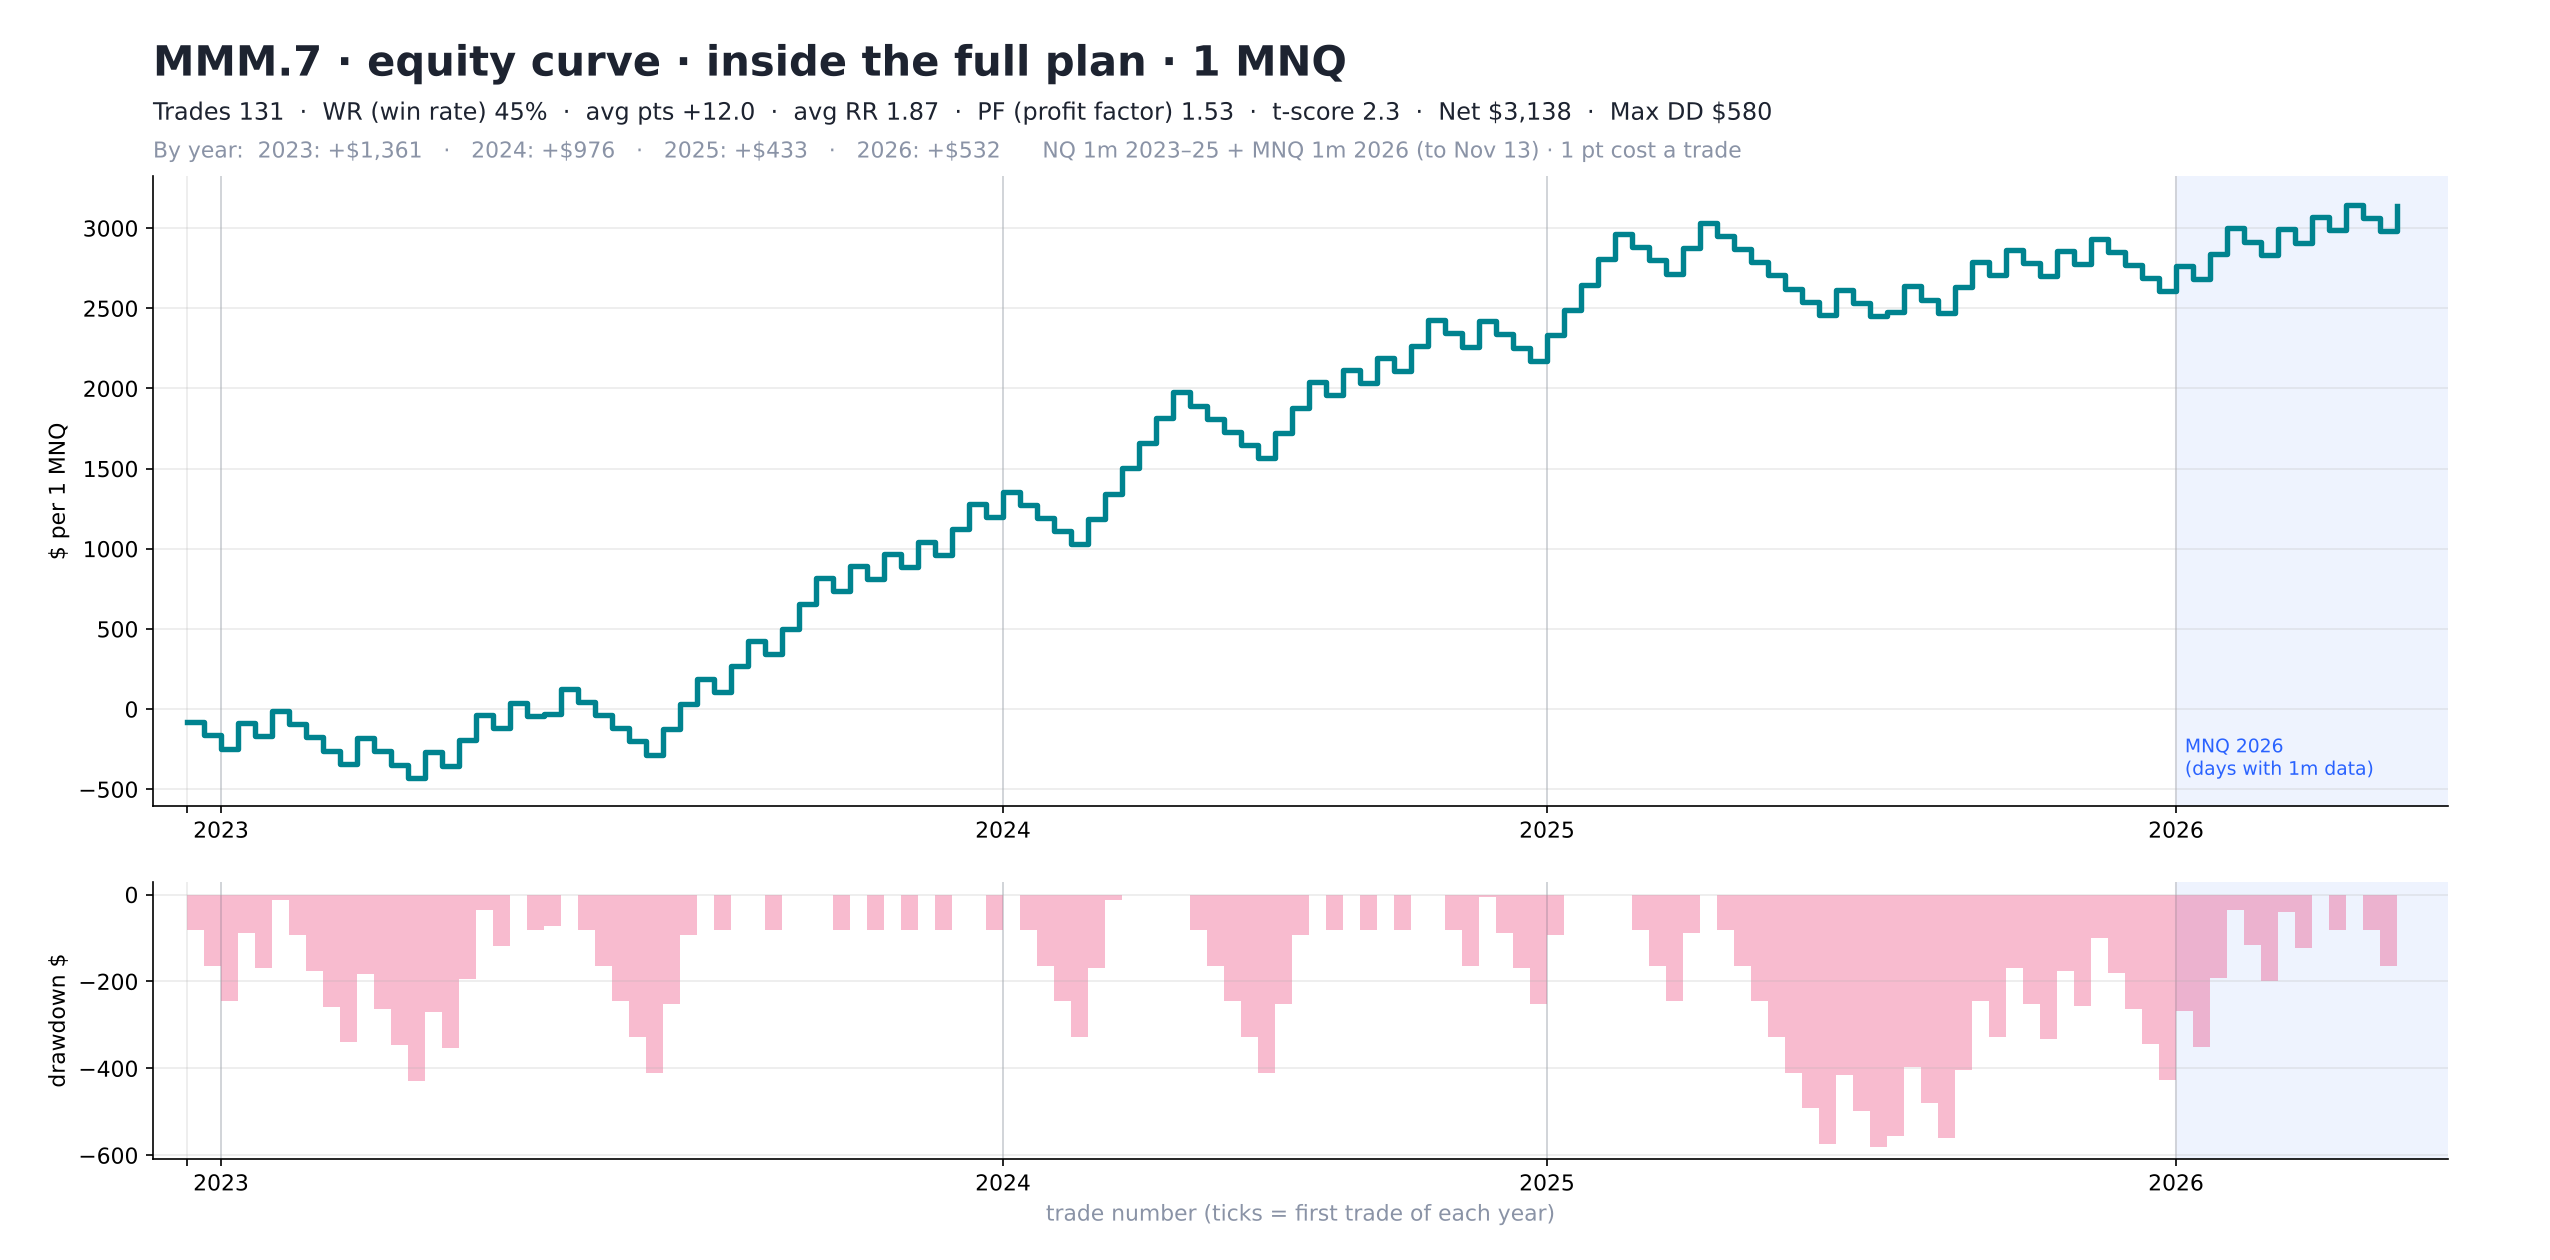 MMM.7 · equity curve · inside the full plan · 1 MNQ
Trades 131 · WR (win rate) 45% · avg pts +12.0 · avg RR 1.87 · PF (profit factor) 1.53 · t-score 2.3 · Net $3,138 · Max DD $580
By year: 2023: +$1,361 · 2024: +$976 · 2025: +$433 · 2026: +$532 NQ 1m 2023–25 + MNQ 1m 2026 (to Nov 13) · 1 pt cost a trade
$ per 1 MNQ
3000
2500
2000
1500
1000
500
0
−500
MNQ 2026
(days with 1m data)
2023 2024 2025 2026
drawdown $
0
−200
−400
−600
2023 2024 2025 2026
trade number (ticks = first trade of each year)